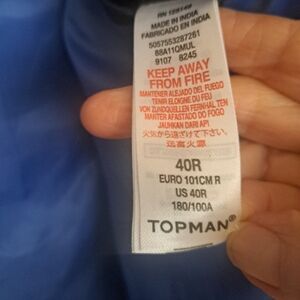 MADE IN INDIA
FABRICADO EN INDIA
5057553287261
88A11QMUL
9107 8245
KEEP AWAY
FROM FIRE
MANTENER ALEJADO DEL FUEGO
TENIR ELOIGNE DU FEU
VON ZUNDQUELLEN FERNHALTEN
MANTER AFASTADO DO FOGO
JAUHKAN DARI API
火気から遠ざけて下さい。
远离火源
40R
EURO 101CM R
US 40R
180/100A
TOPMAN®